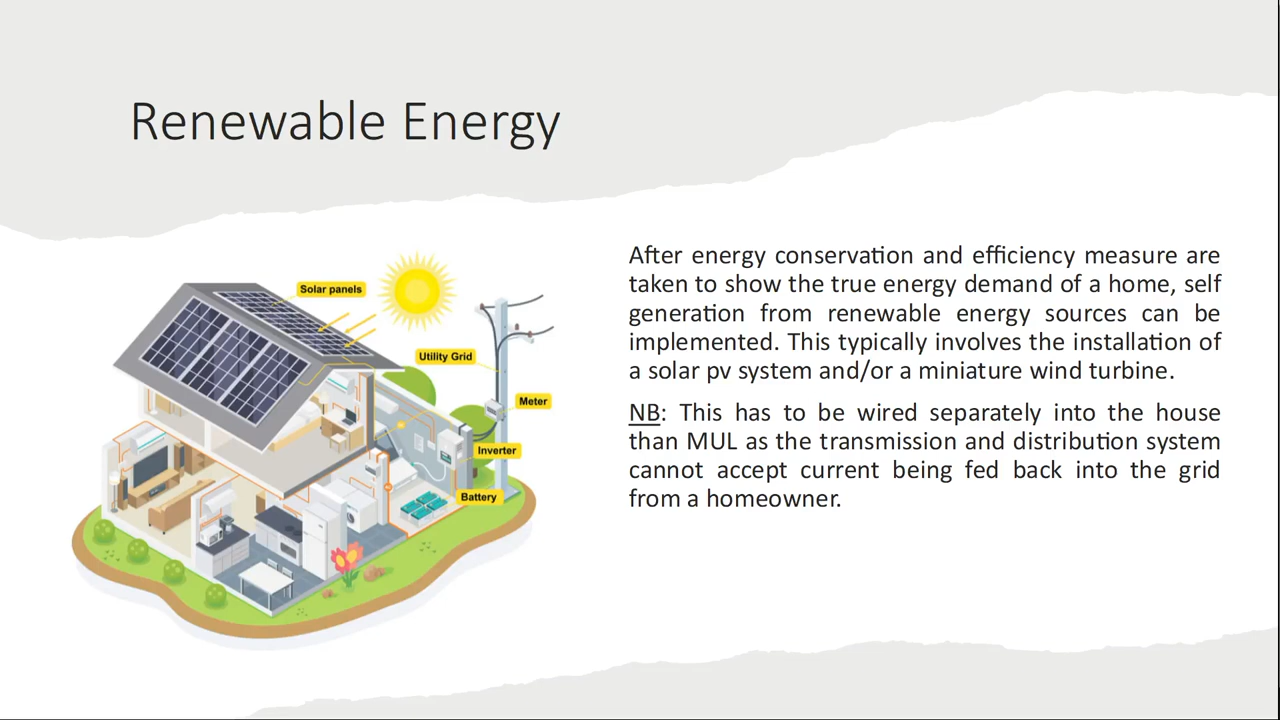 Renewable Energy
Solar panels
Utility Grid
Meter
Inverter
Battery
After energy conservation and efficiency measure are
taken to show the true energy demand of a home, self
generation from renewable energy sources can be
implemented. This typically involves the installation of
a solar pv system and/or a miniature wind turbine.
NB: This has to be wired separately into the house
than MUL as the transmission and distribution system
cannot accept current being fed back into the grid
from a homeowner.